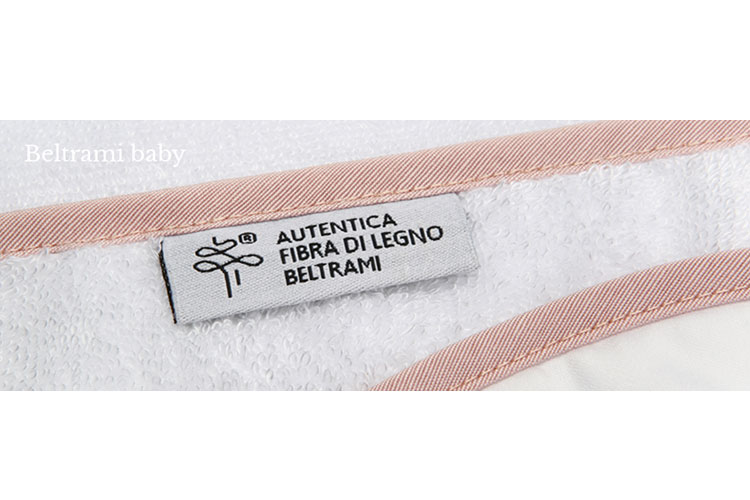 Beltrami baby
AUTENTICA
FIBRA DI LEGNO
BELTRAMI